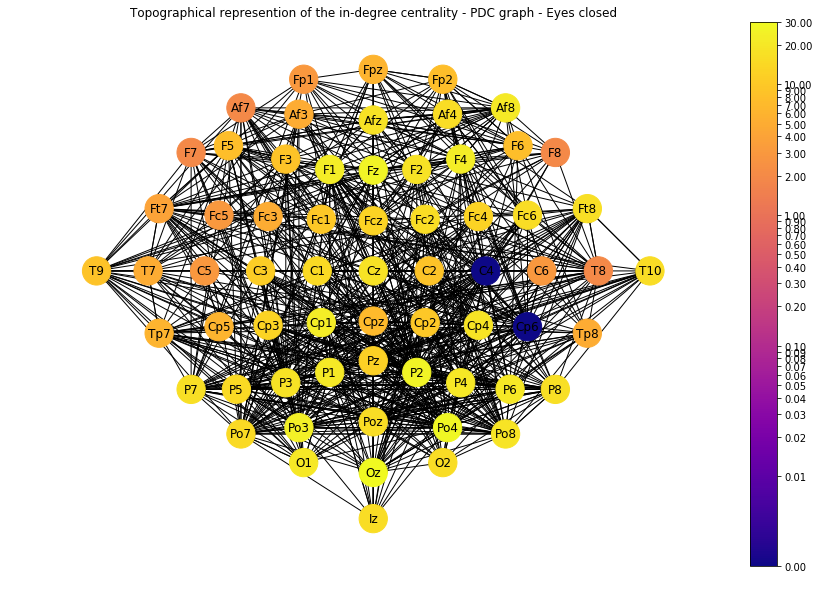 Topographical represention of the in-degree centrality - PDC graph - Eyes closed
Fp1 Fpz Fp2
Af7 Af3 Afz Af4 Af8
F7 F5 F3 F1 Fz F2 F4 F6 F8
Ft7 Fc5 Fc3 Fc1 Fcz Fc2 Fc4 Fc6 Ft8
T9 T7 C5 C3 C1 Cz C2 C4 C6 T8 T10
Tp7 Cp5 Cp3 Cp1 Cpz Cp2 Cp4 Cp6 Tp8
P7 P5 P3 P1 Pz P2 P4 P6 P8
Po7 Po3 Poz Po4 Po8
O1 Oz O2
Iz
30.00
20.00
10.00
9.00
8.00
7.00
6.00
5.00
4.00
3.00
2.00
1.00
0.90
0.80
0.70
0.60
0.50
0.40
0.30
0.20
0.10
0.09
0.08
0.07
0.06
0.05
0.04
0.03
0.02
0.01
0.00